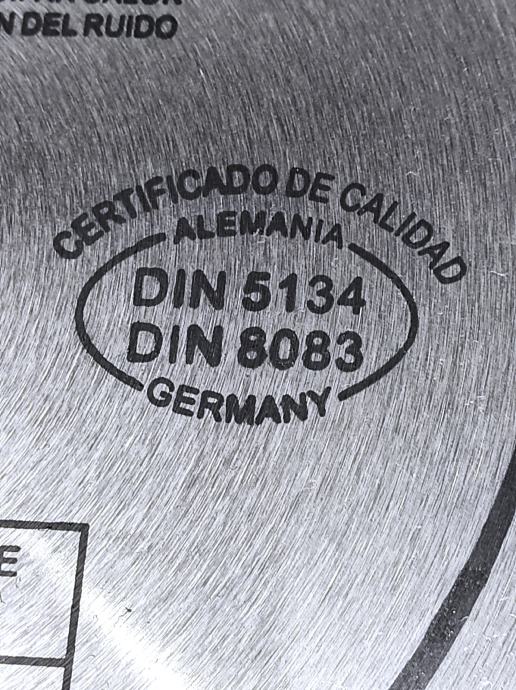 DEL RUIDO
CERTIFICADO DE CALIDAD
ALEMANIA
DIN 5134
DIN 8083
GERMANY
E